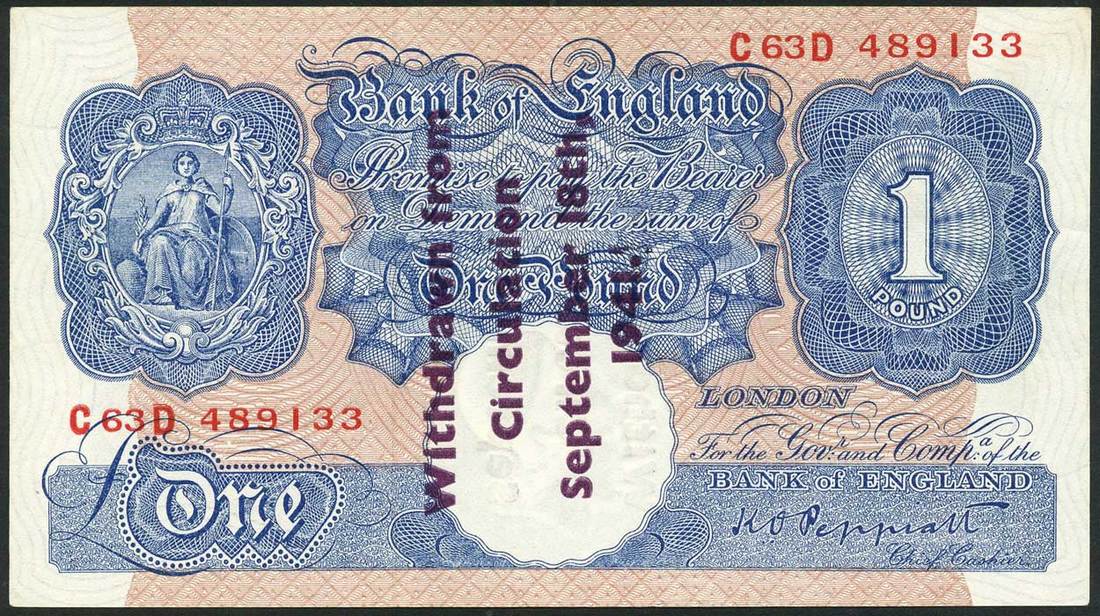 C63D 489133
Bank of England
Promise to pay the Bearer
on Demand the sum of
One Pound
1
POUND
Withdrawn from
Circulation
September 18th,
1941.
C63D 489133
LONDON
For the Govr. and Compa. of the
BANK of ENGLAND
£One
K O Peppiatt
Chief Cashier